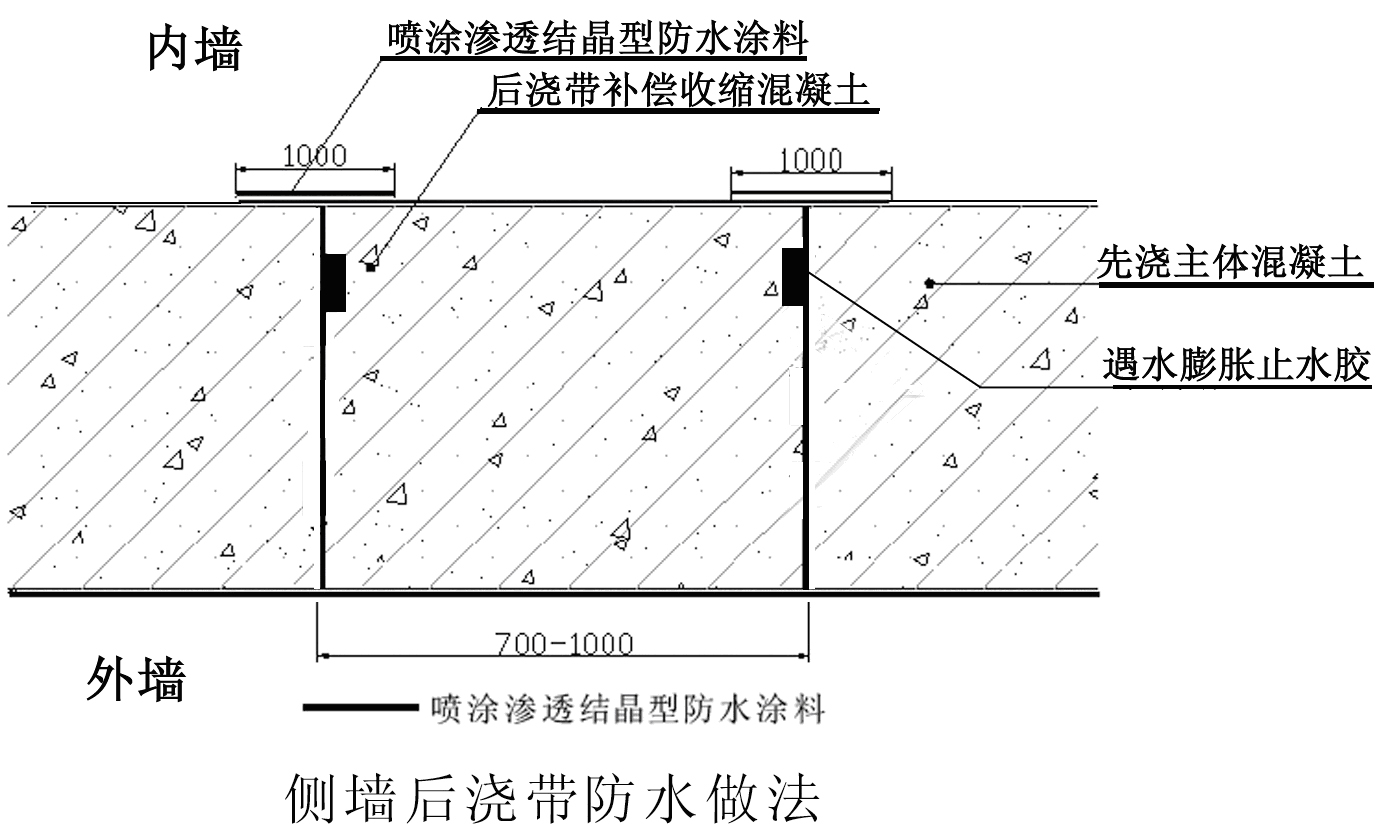 内墙
喷涂渗透结晶型防水涂料
后浇带补偿收缩混凝土
1000
1000
先浇主体混凝土
遇水膨胀止水胶
700-1000
外墙
喷涂渗透结晶型防水涂料
侧墙后浇带防水做法